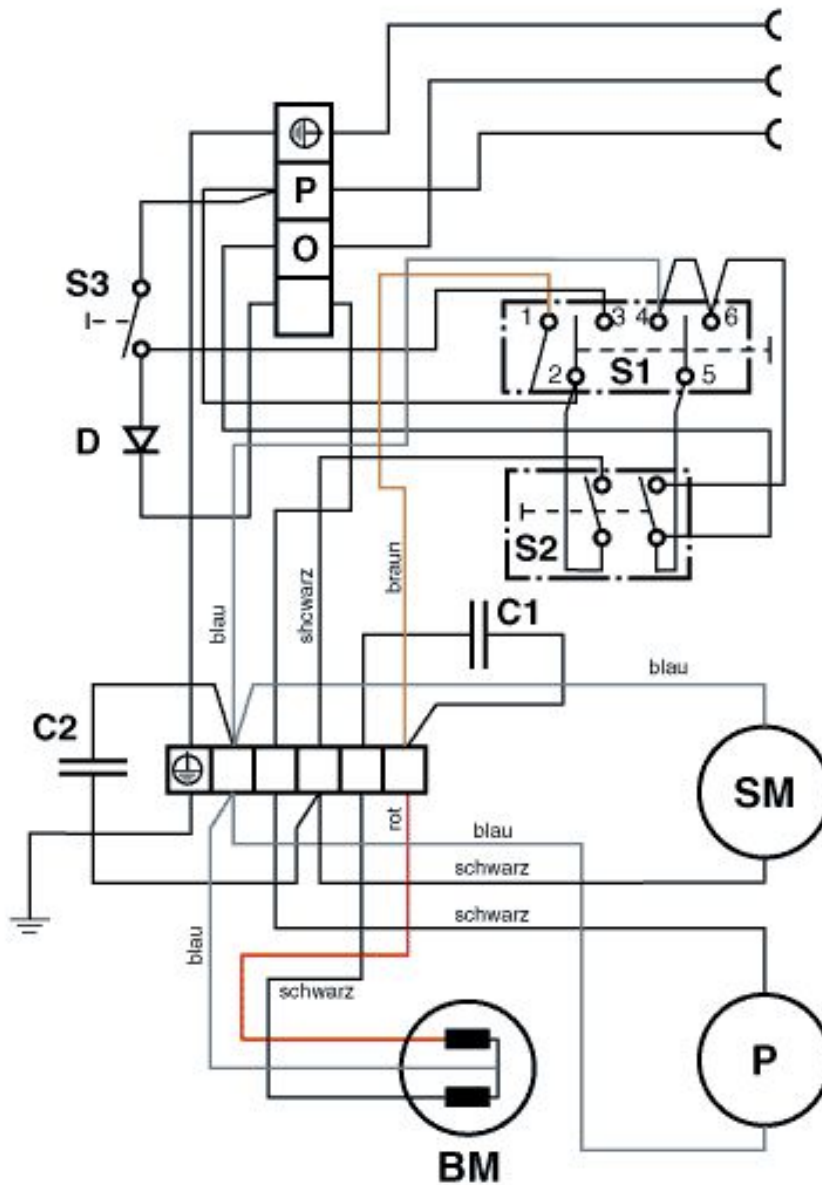 P
O
S3
1
3
4
6
2
S1
5
D
S2
braun
shcwarz
blau
C1
blau
C2
SM
rot
blau
schwarz
schwarz
blau
schwarz
P
BM